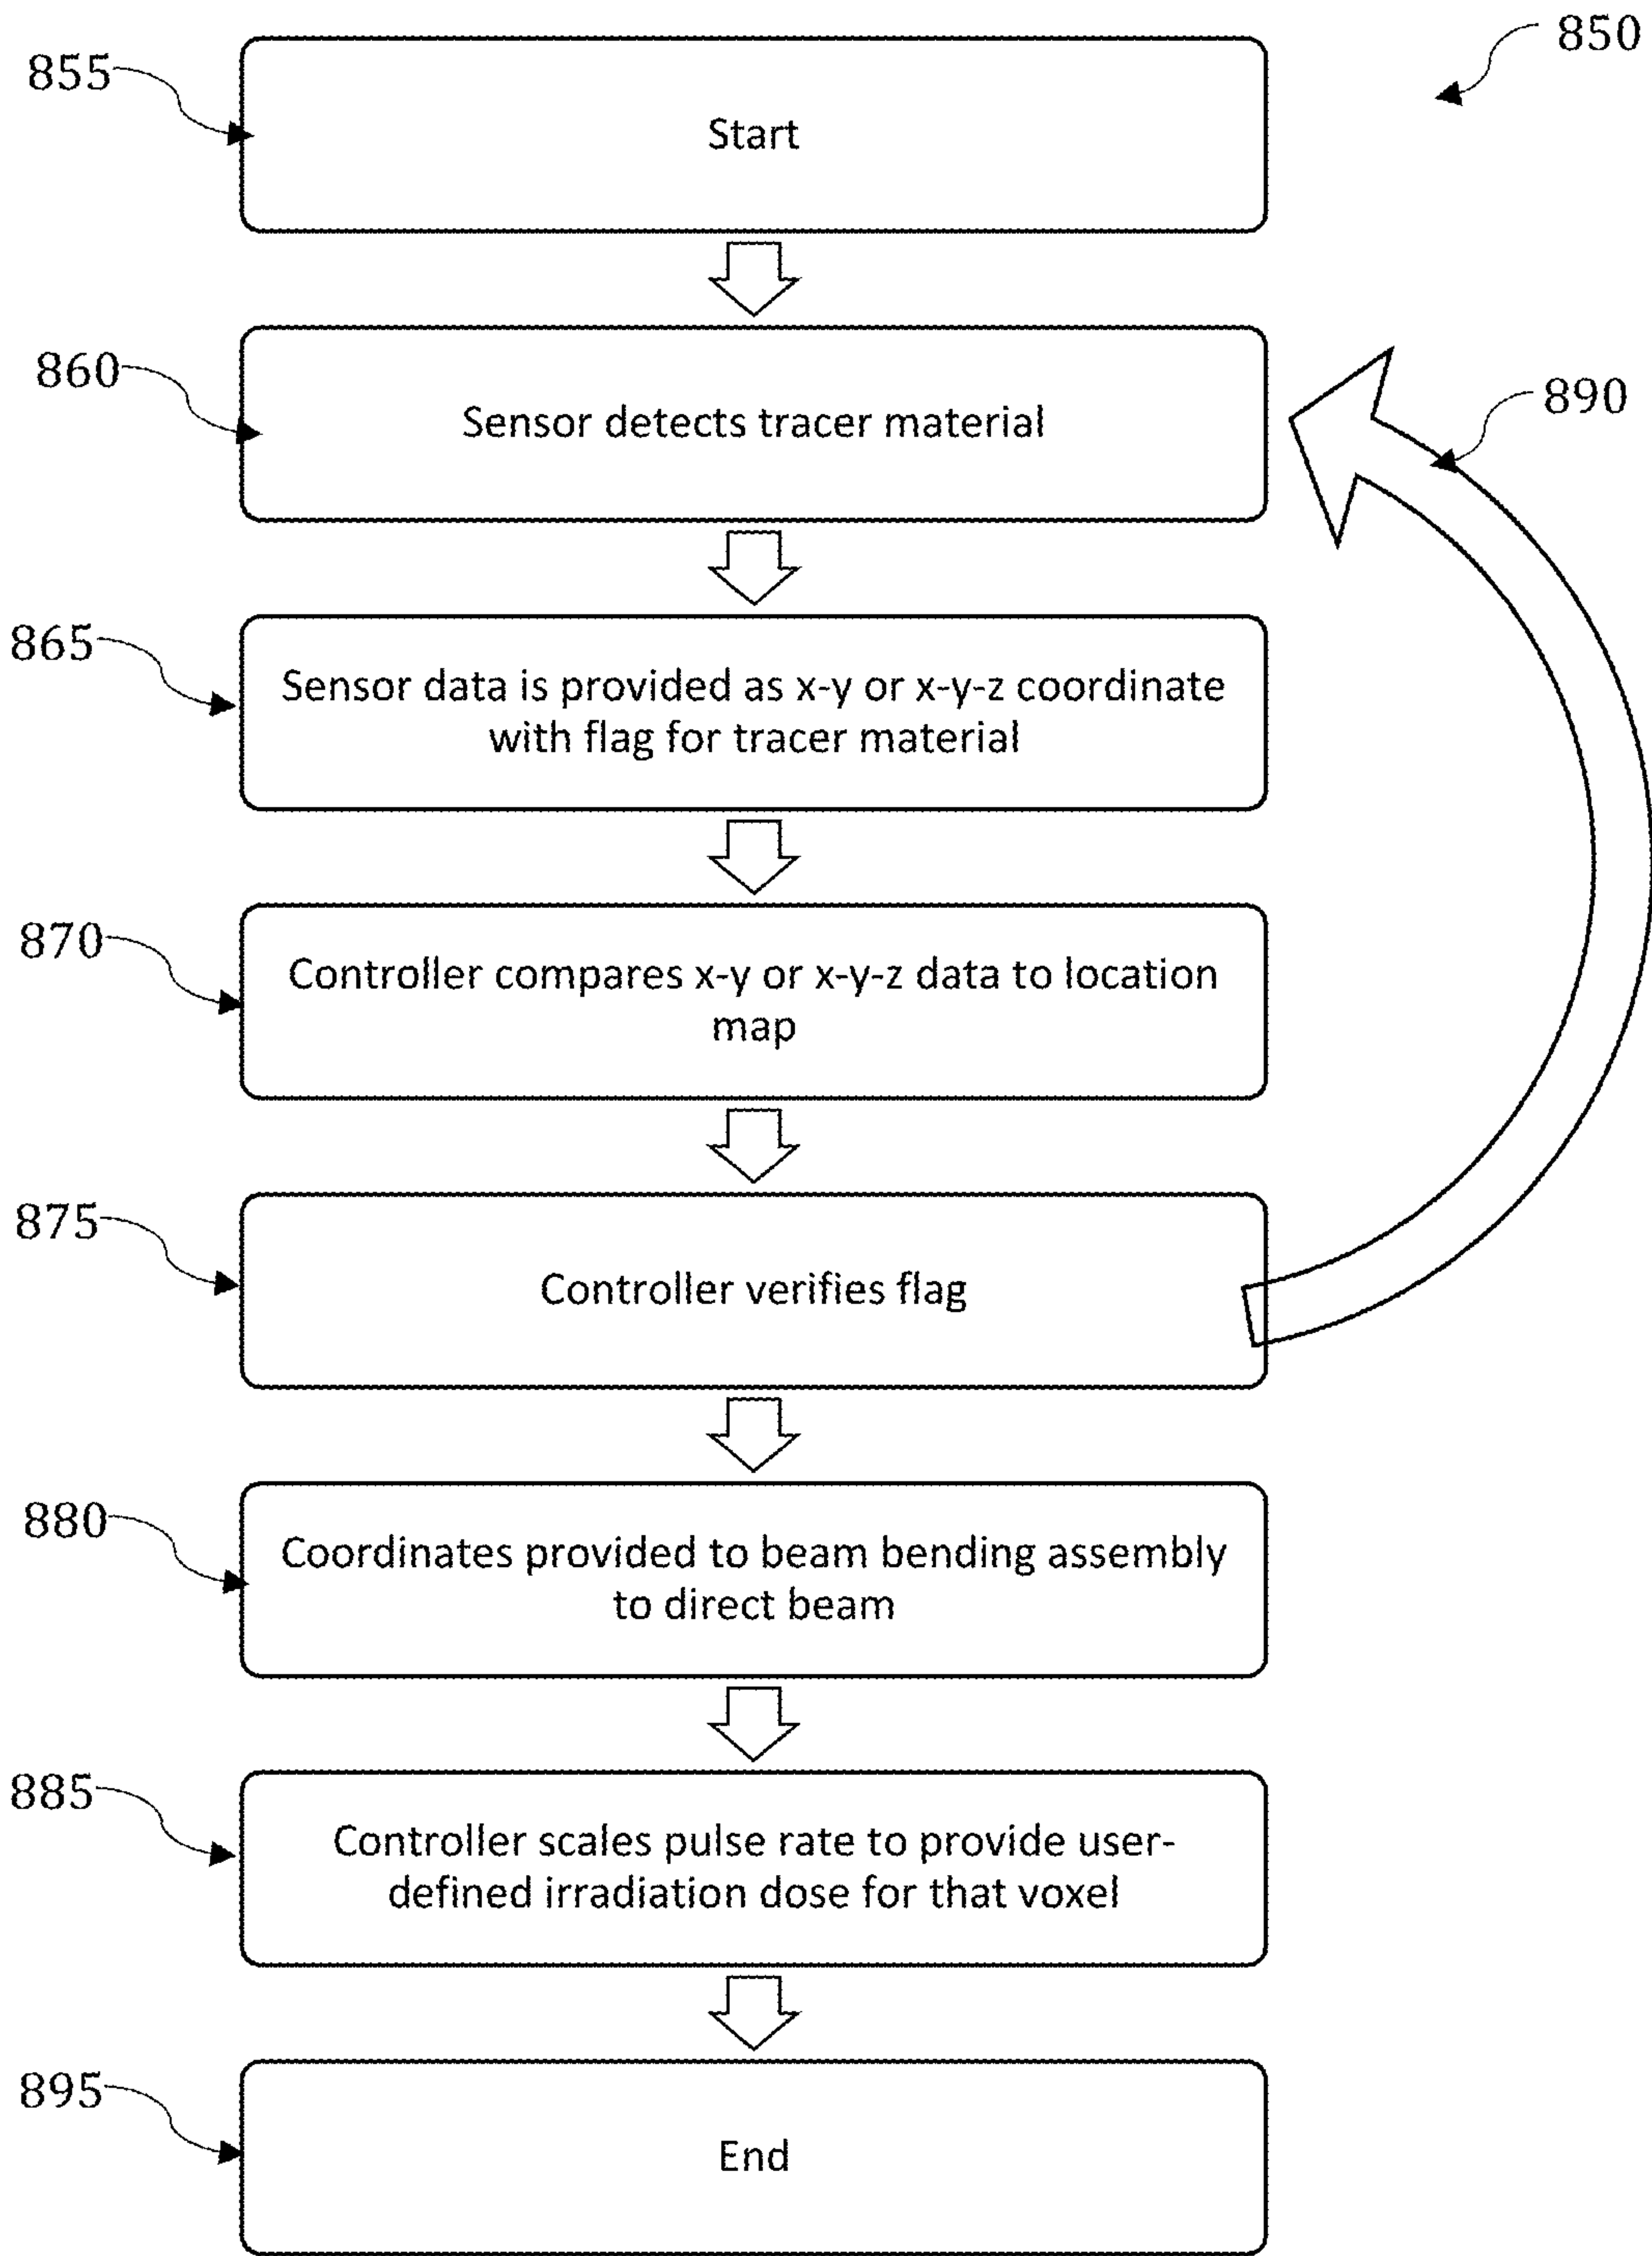 850
855
Start
860
Sensor detects tracer material
890
865
Sensor data is provided as x-y or x-y-z coordinate
with flag for tracer material
870
Controller compares x-y or x-y-z data to location
map
875
Controller verifies flag
880
Coordinates provided to beam bending assembly
to direct beam
885
Controller scales pulse rate to provide user-
defined irradiation dose for that voxel
895
End